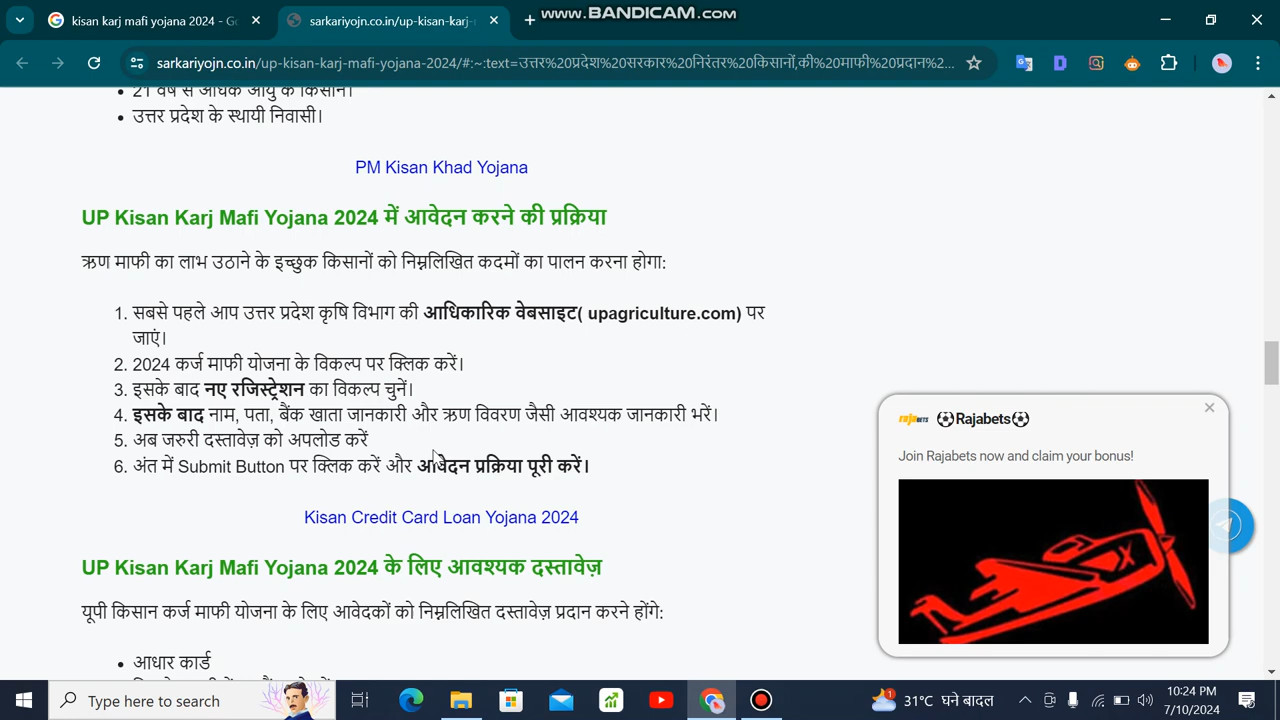 WWW.BANDICAM.COM
kisan karj mafi yojana 2024 - Go
sarkariyojn.co.in/up-kisan-karj-
sarkariyojn.co.in/up-kisan-karj-mafi-yojana-2024/#:~:text=उत्तर%20प्रदेश%20सरकार%20निरंतर%20किसानों,की%20माफी%20प्रदान%2...
21 वर्ष से अधिक आयु के किसान।
उत्तर प्रदेश के स्थायी निवासी।
PM Kisan Khad Yojana
UP Kisan Karj Mafi Yojana 2024 में आवेदन करने की प्रक्रिया
ऋण माफी का लाभ उठाने के इच्छुक किसानों को निम्नलिखित कदमों का पालन करना होगा:
1. सबसे पहले आप उत्तर प्रदेश कृषि विभाग की आधिकारिक वेबसाइट( upagriculture.com) पर
जाएं।
2. 2024 कर्ज माफी योजना के विकल्प पर क्लिक करें।
3. इसके बाद नए रजिस्ट्रेशन का विकल्प चुनें।
4. इसके बाद नाम, पता, बैंक खाता जानकारी और ऋण विवरण जैसी आवश्यक जानकारी भरें।
5. अब जरुरी दस्तावेज़ को अपलोड करें
6. अंत में Submit Button पर क्लिक करें और आवेदन प्रक्रिया पूरी करें।
Kisan Credit Card Loan Yojana 2024
UP Kisan Karj Mafi Yojana 2024 के लिए आवश्यक दस्तावेज़
यूपी किसान कर्ज माफी योजना के लिए आवेदकों को निम्नलिखित दस्तावेज़ प्रदान करने होंगे:
आधार कार्ड
Rajabets
Join Rajabets now and claim your bonus!
Type here to search
31°C घने बादल
10:24 PM
7/10/2024